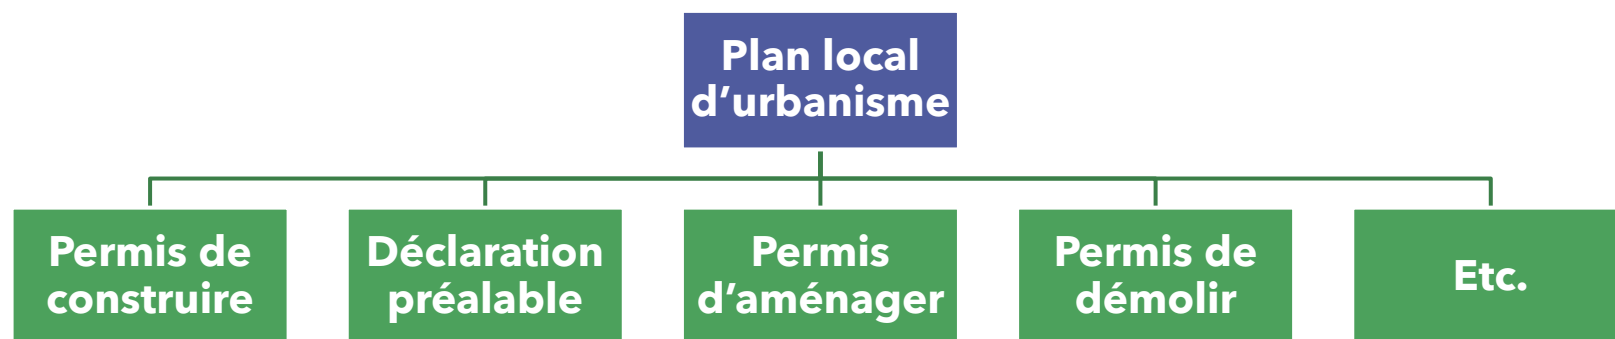 Plan local
d’urbanisme
Permis de
construire
Déclaration
préalable
Permis
d’aménager
Permis de
démolir
Etc.